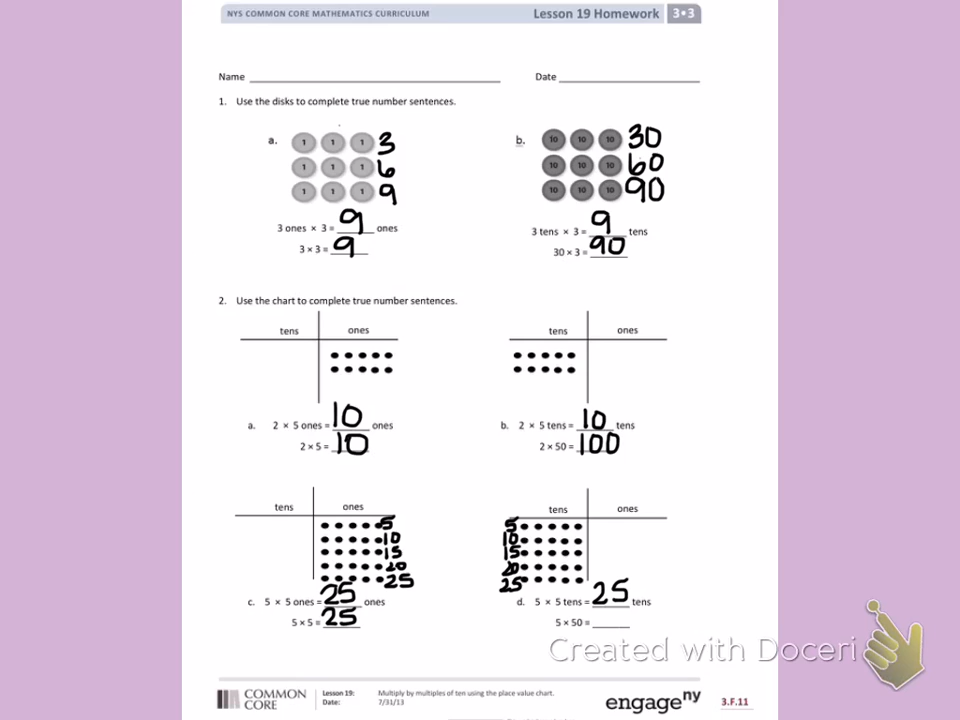 NYS COMMON CORE MATHEMATICS CURRICULUM Lesson 19 Homework 3•3
Name Date
1. Use the disks to complete true number sentences.
a. 1 1 1 3
1 1 1 6
1 1 1 9
3 ones × 3 = 9 ones
3 × 3 = 9
b. 10 10 10 30
10 10 10 60
10 10 10 90
3 tens × 3 = 9 tens
30 × 3 = 90
2. Use the chart to complete true number sentences.
tens ones
a. 2 × 5 ones = 10 ones
2 × 5 = 10
tens ones
b. 2 × 5 tens = 10 tens
2 × 50 = 100
tens ones
5
10
15
20
25
c. 5 × 5 ones = 25 ones
5 × 5 = 25
tens ones
5
10
15
20
25
d. 5 × 5 tens = 25 tens
5 × 50 =
Created with Doceri
COMMON CORE
Lesson 19: Multiply by multiples of ten using the place value chart.
Date: 7/31/13
engage ny
3.F.11